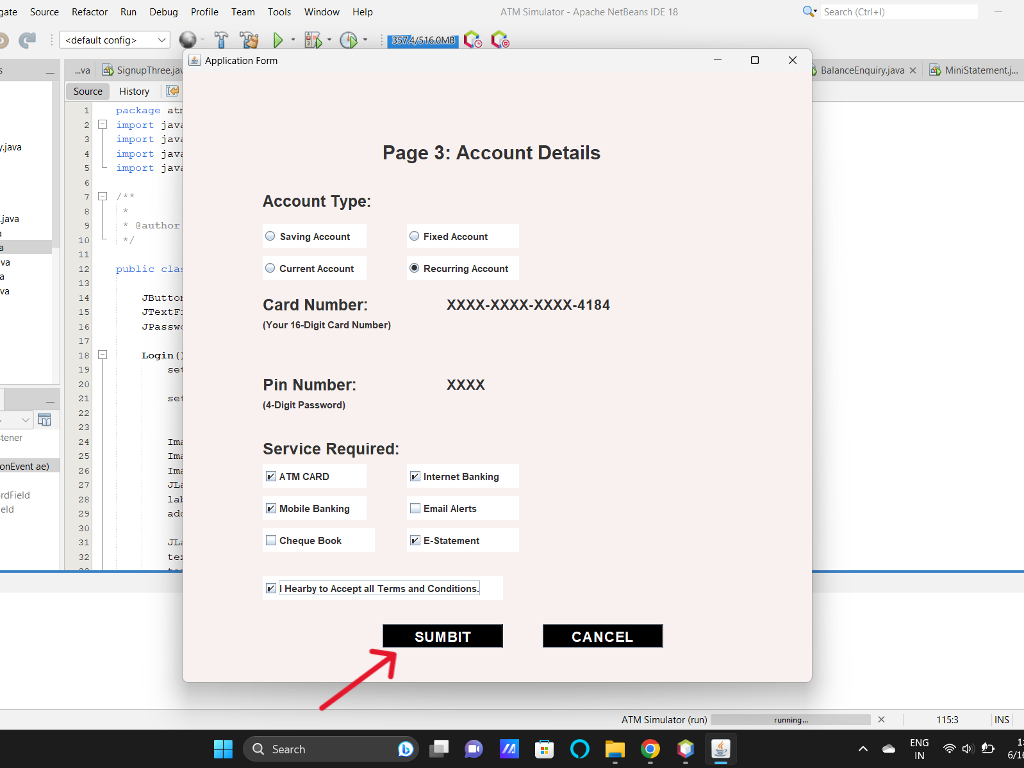 gate Source Refactor Run Debug Profile Team Tools Window Help ATM Simulator - Apache NetBeans IDE 18 Search (Ctrl+I)
<default config> 357.4/516.0MB
s ...va SignupThree.jav Application Form BalanceEnquiry.java MiniStatement.j...
Source History
1 package atm
2 import java
3 import java
4 import java
5 import java
6
7 /**
8 *
9 * @author
10 */
11
12 public clas
13
14 JButton
15 JTextFi
16 JPasswo
17
18 Login()
19 set
20
21 set
22
23
24 Ima
25 Ima
26 Ima
27 JLa
28 lab
29 add
30
31 JLa
32 tex
y.java
.java
a
va
a
va
stener
onEvent ae)
rdField
eld
Page 3: Account Details
Account Type:
Saving Account Fixed Account
Current Account Recurring Account
Card Number: XXXX-XXXX-XXXX-4184
(Your 16-Digit Card Number)
Pin Number: XXXX
(4-Digit Password)
Service Required:
ATM CARD Internet Banking
Mobile Banking Email Alerts
Cheque Book E-Statement
I Hearby to Accept all Terms and Conditions.
SUMBIT CANCEL
ATM Simulator (run) running... 115:3 INS
Search ENG
IN
6/16